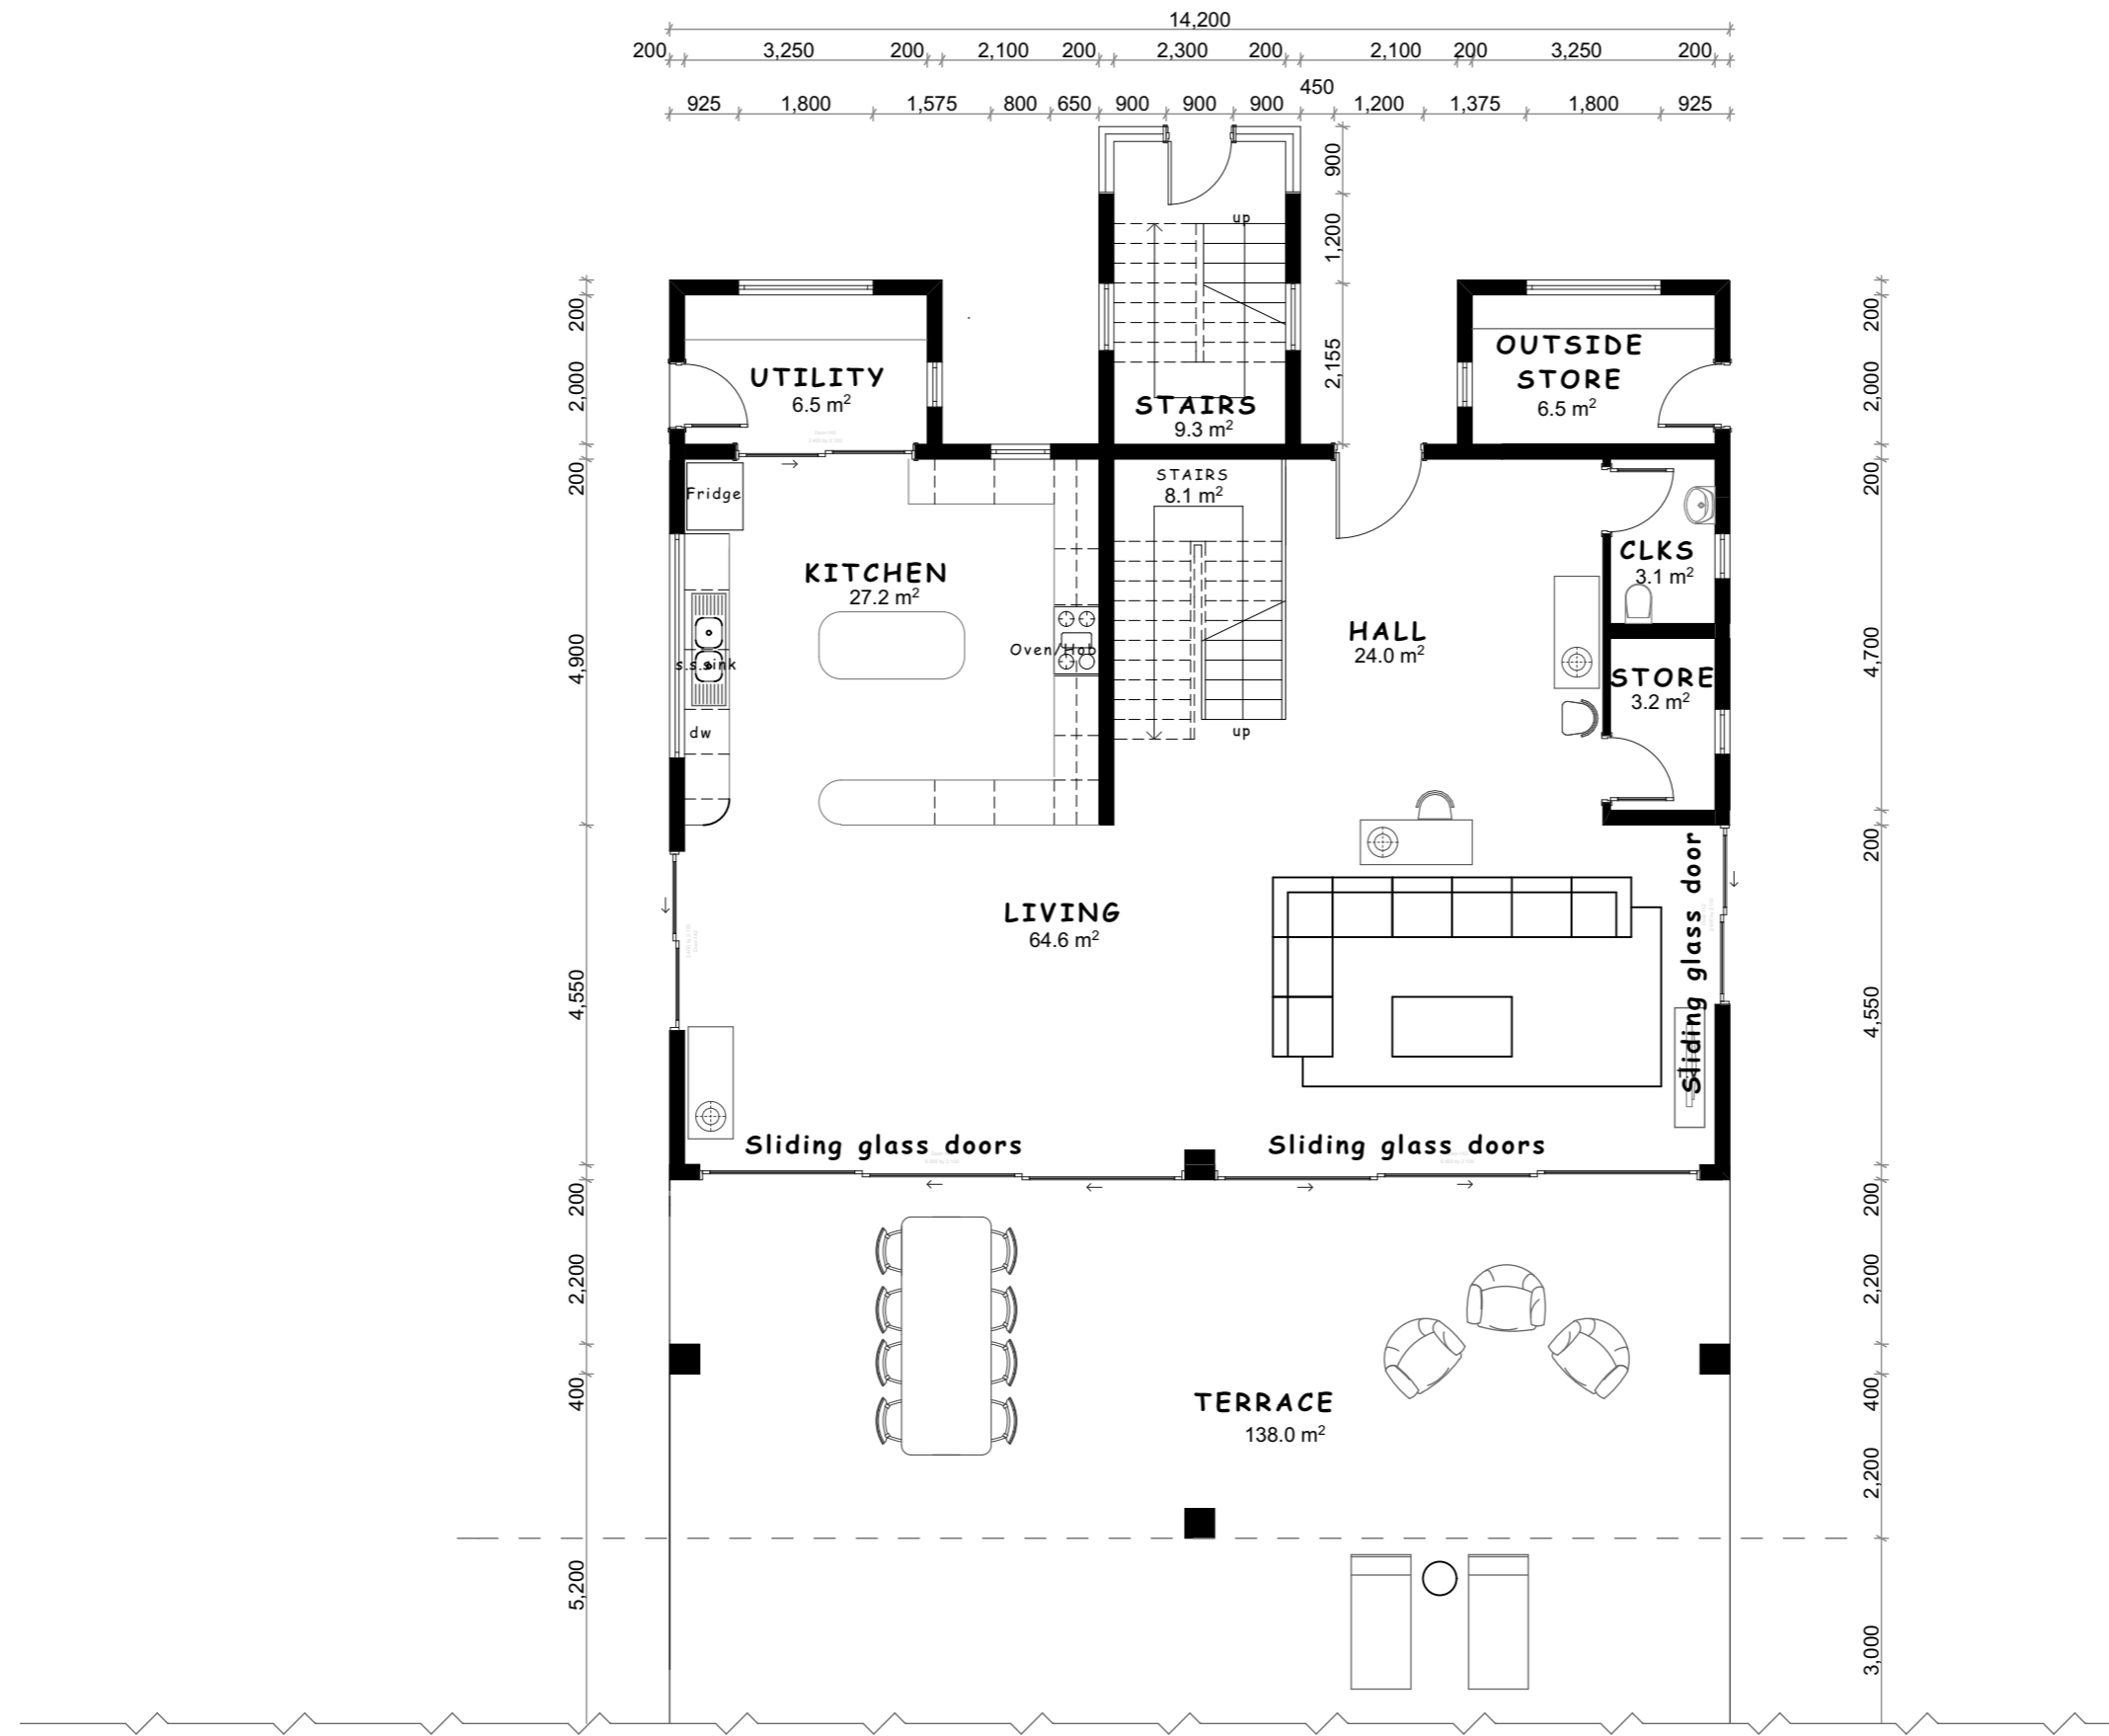 14,200
200 3,250 200 2,100 200 2,300 200 2,100 200 3,250 200
450
925 1,800 1,575 800 650 900 900 900 1,200 1,375 1,800 925
900
1,200
2,155
up
200
2,000
200
4,900
4,550
200
2,200
400
5,200
UTILITY
6.5 m²
STAIRS
9.3 m²
OUTSIDE
STORE
6.5 m²
200
2,000
200
4,700
200
4,550
200
2,200
400
2,200
3,000
Fridge
STAIRS
8.1 m²
KITCHEN
27.2 m²
CLKS
3.1 m²
s.s.sink
Oven/Hob
HALL
24.0 m²
STORE
3.2 m²
dw
up
LIVING
64.6 m²
Sliding glass door
Sliding glass doors
Sliding glass doors
TERRACE
138.0 m²